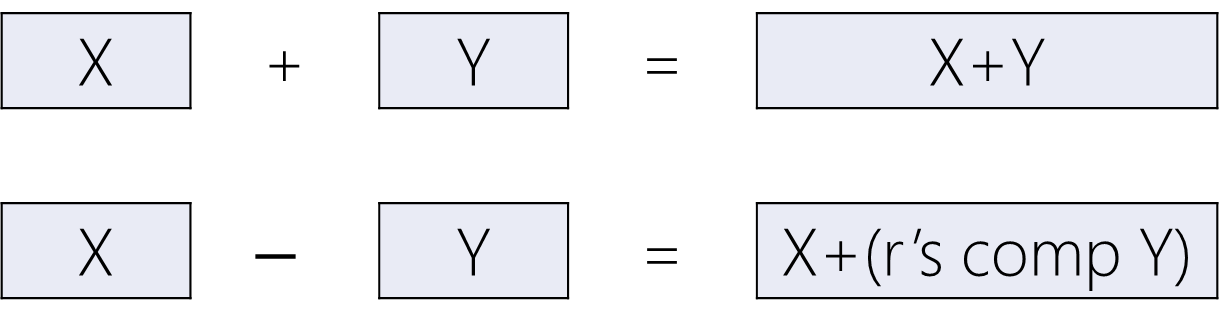 X + Y = X+Y
X − Y = X+(r's comp Y)